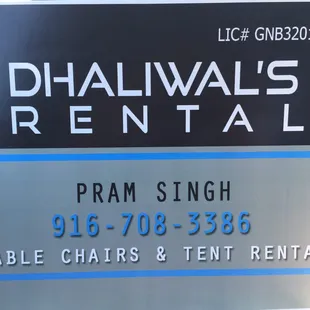 LIC# GNB3201
DHALIWAL'S
RENTAL
PRAM SINGH
916-708-3386
ABLE CHAIRS & TENT RENTA